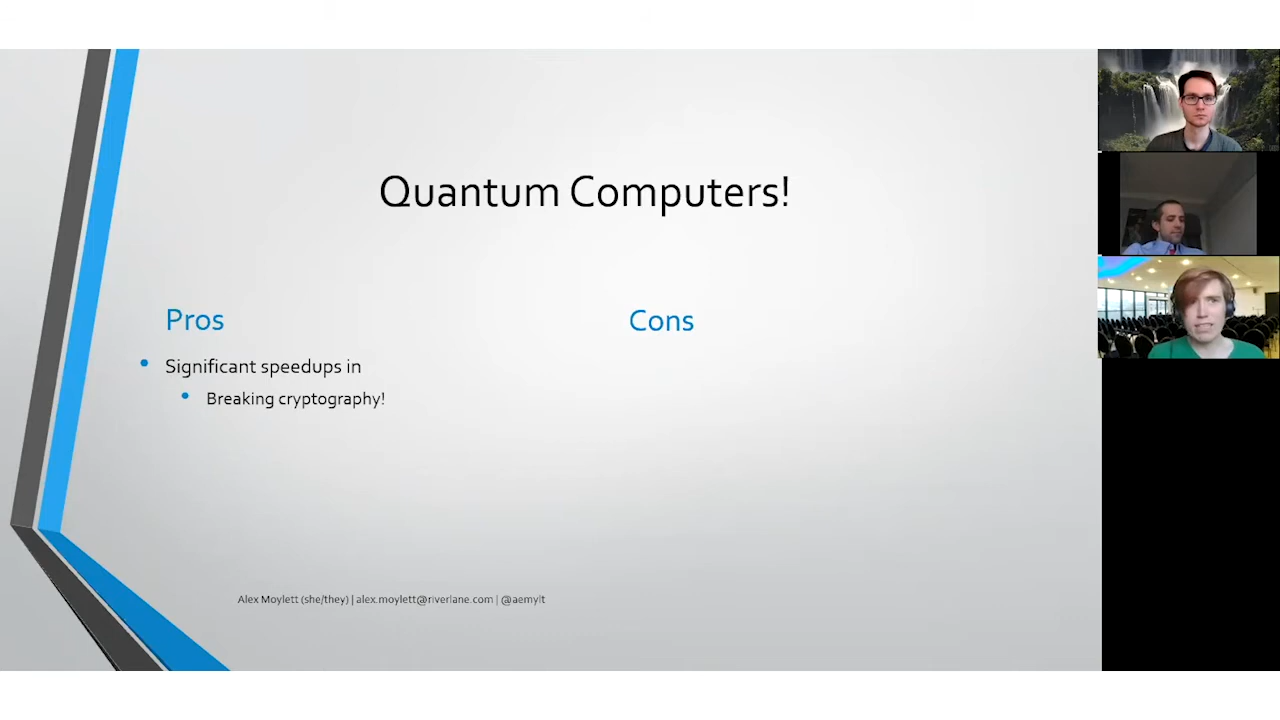 Quantum Computers!
Pros
Cons
Significant speedups in
Breaking cryptography!
Alex Moylett (she/they) | alex.moylett@riverlane.com | @aemylt